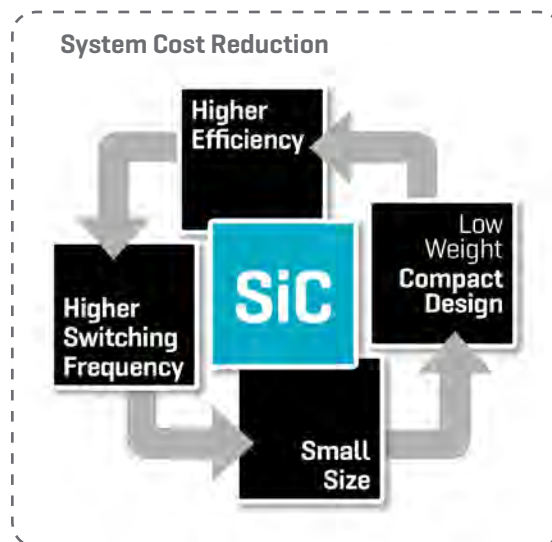 System Cost Reduction
Higher
Efficiency
Low
Weight
Compact
Design
SiC
Higher
Switching
Frequency
Small
Size